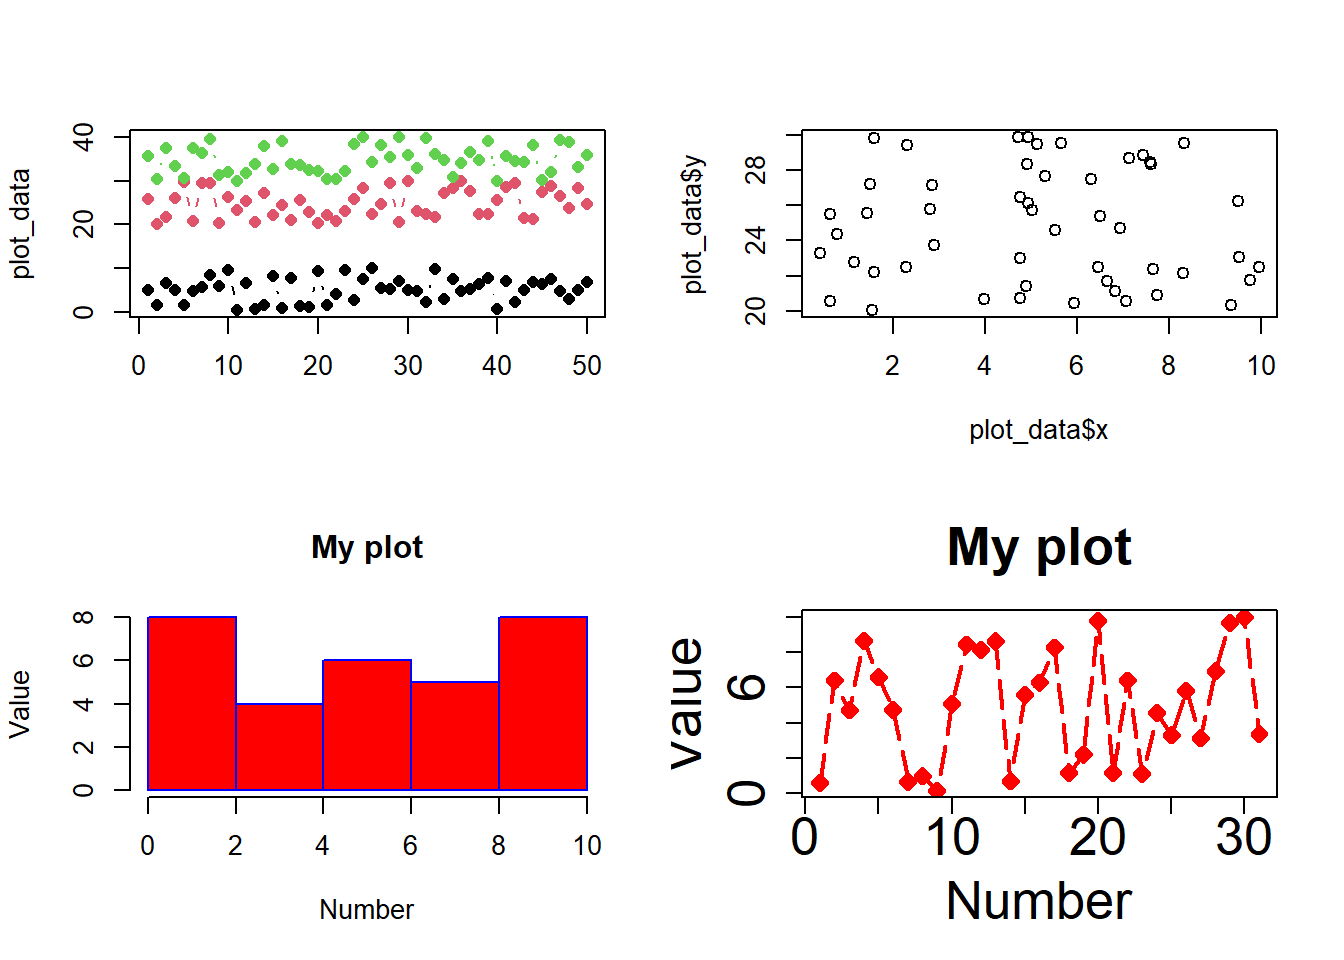 plot_data
40
20
0
0 10 20 30 40 50
plot_data$y
28
24
20
2 4 6 8 10
plot_data$x
My plot
Value
8
6
4
2
0
0 2 4 6 8 10
Number
My plot
value
6
0
0 10 20 30
Number